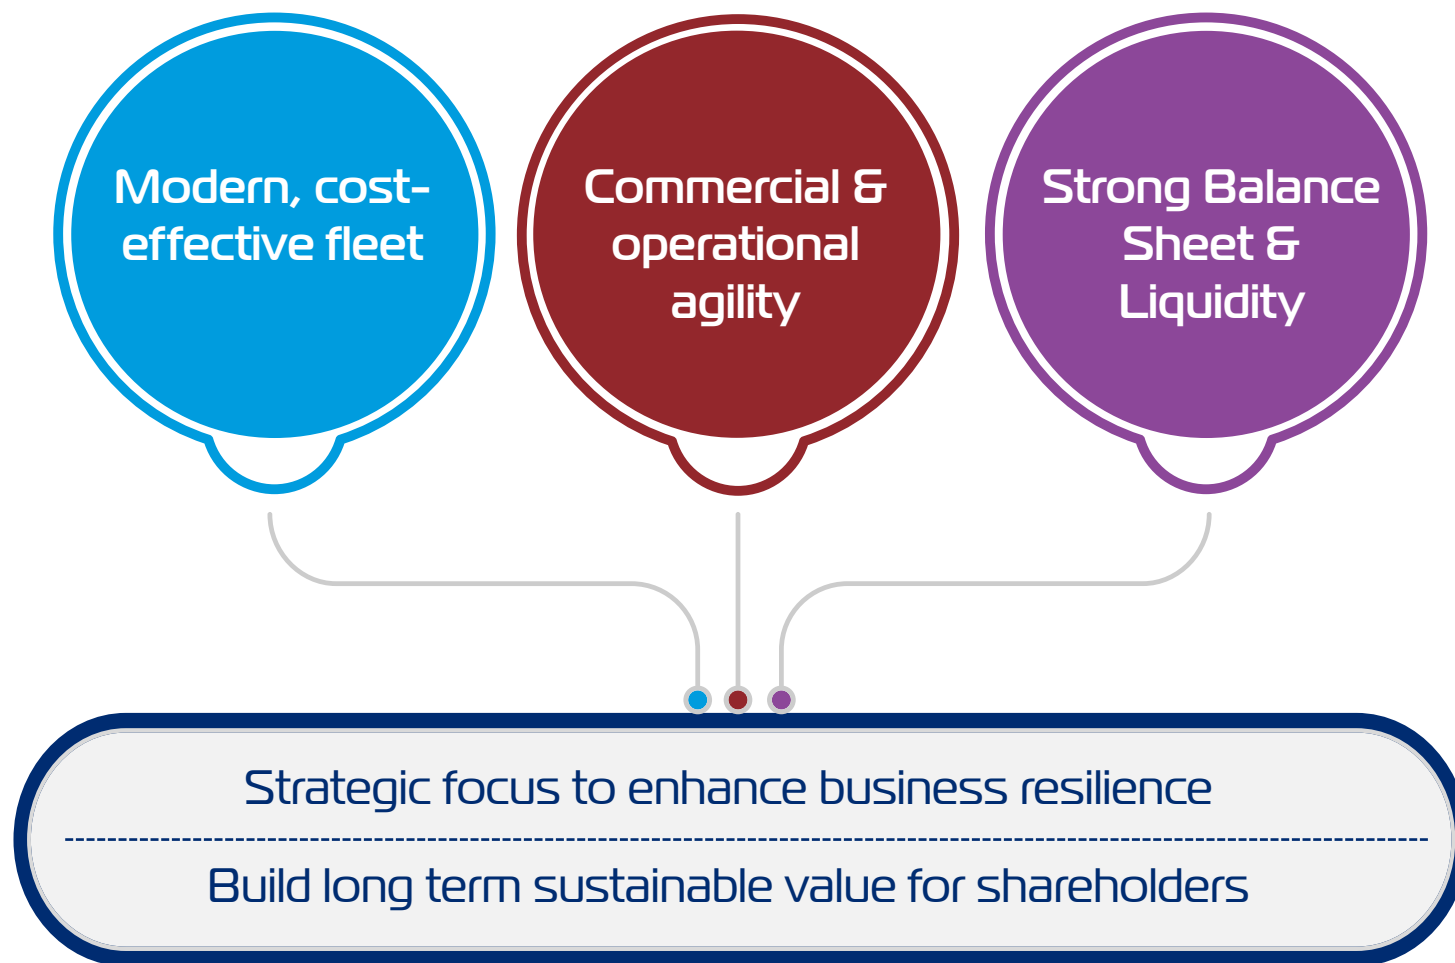 Modern, cost-
effective fleet
Commercial &
operational
agility
Strong Balance
Sheet &
Liquidity
Strategic focus to enhance business resilience
Build long term sustainable value for shareholders